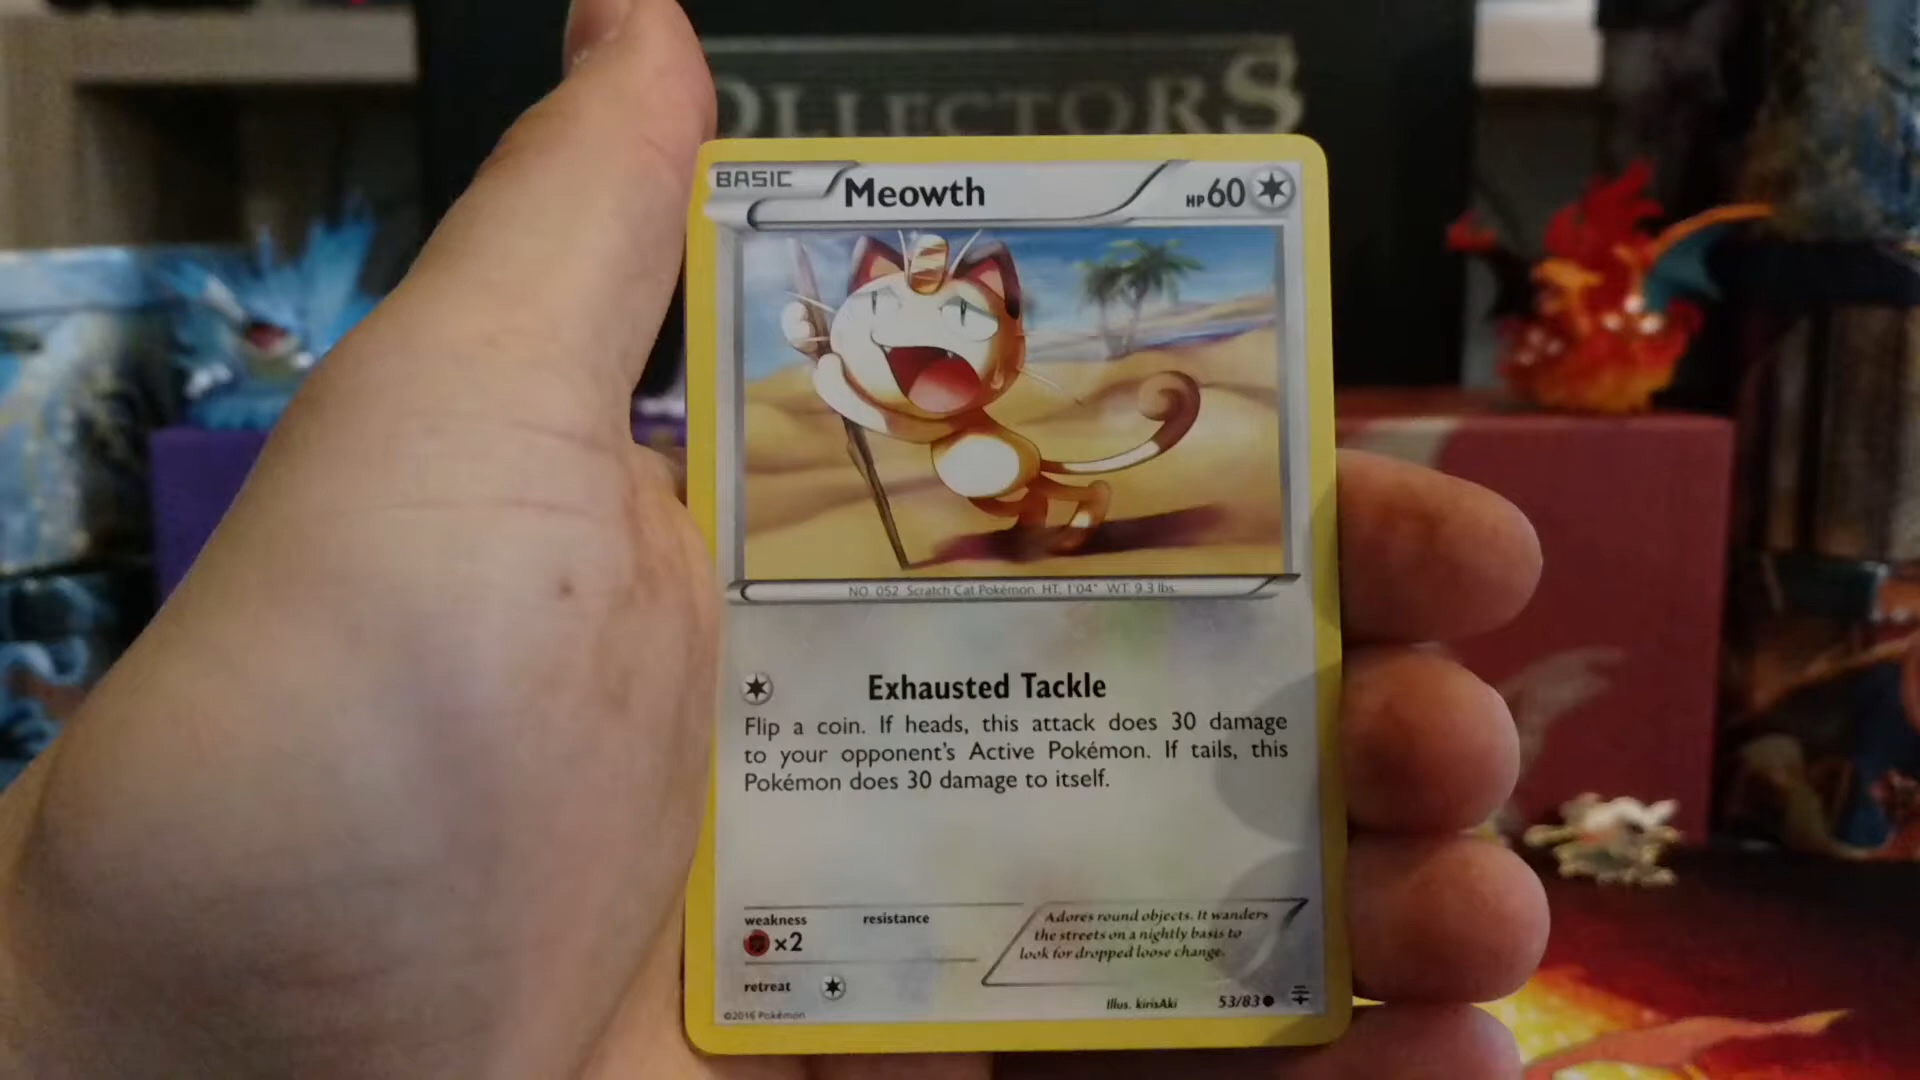 OLLECTORS
BASIC Meowth HP60
NO. 052 Scratch Cat Pokémon. HT: 1'04" WT: 9.3 lbs.
Exhausted Tackle
Flip a coin. If heads, this attack does 30 damage
to your opponent's Active Pokémon. If tails, this
Pokémon does 30 damage to itself.
weakness resistance
×2
Adores round objects. It wanders
the streets on a nightly basis to
look for dropped loose change.
retreat
Illus. kirisAki 53/83
©2016 Pokémon